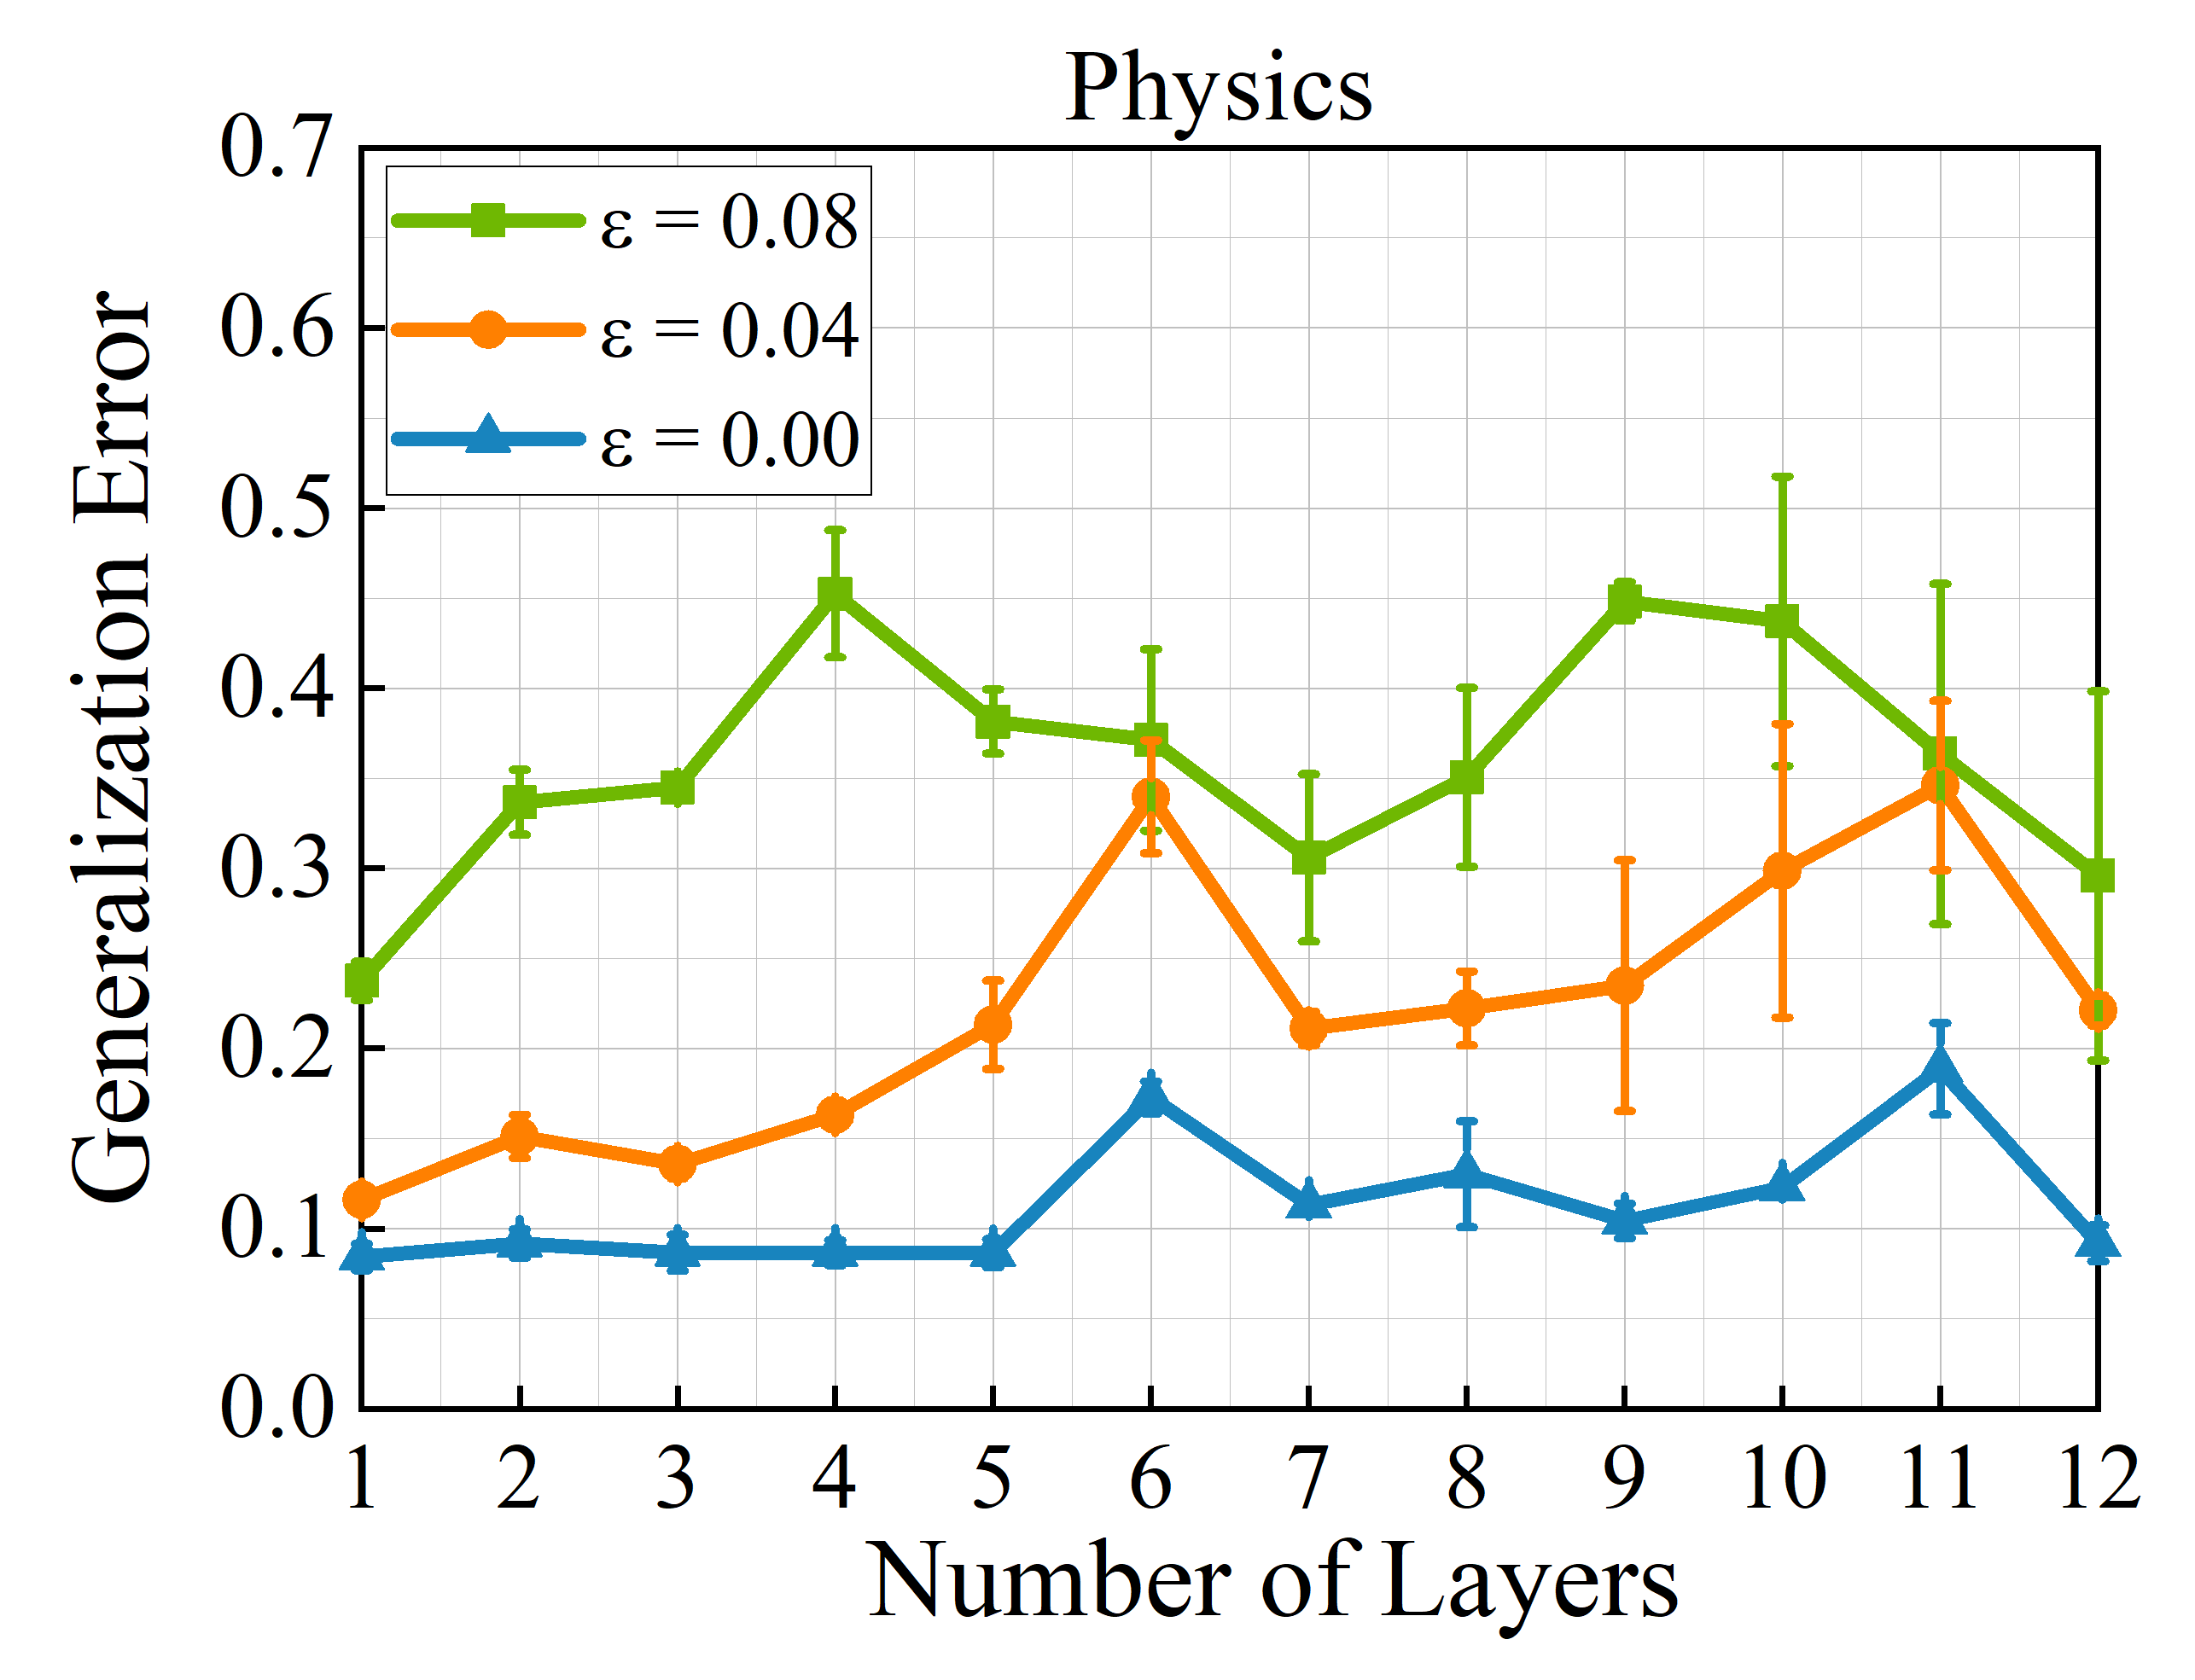 Physics
0.7
0.6
0.5
0.4
0.3
0.2
0.1
0.0
Generalization Error
ε = 0.08
ε = 0.04
ε = 0.00
1 2 3 4 5 6 7 8 9 10 11 12
Number of Layers